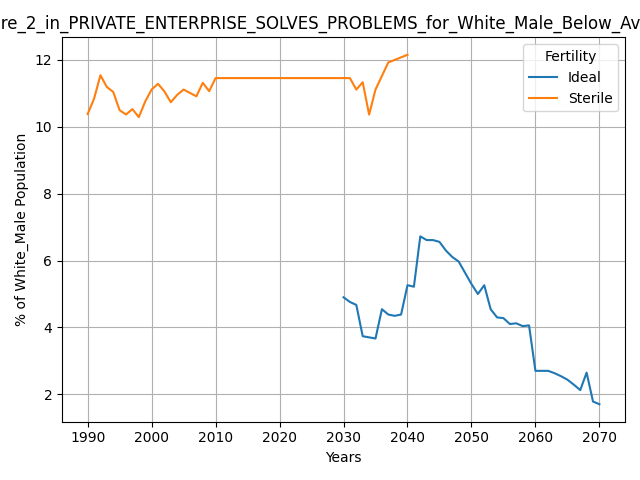 re_2_in_PRIVATE_ENTERPRISE_SOLVES_PROBLEMS_for_White_Male_Below_Av
Fertility
Ideal
Sterile
% of White_Male Population
12
10
8
6
4
2
1990 2000 2010 2020 2030 2040 2050 2060 2070
Years